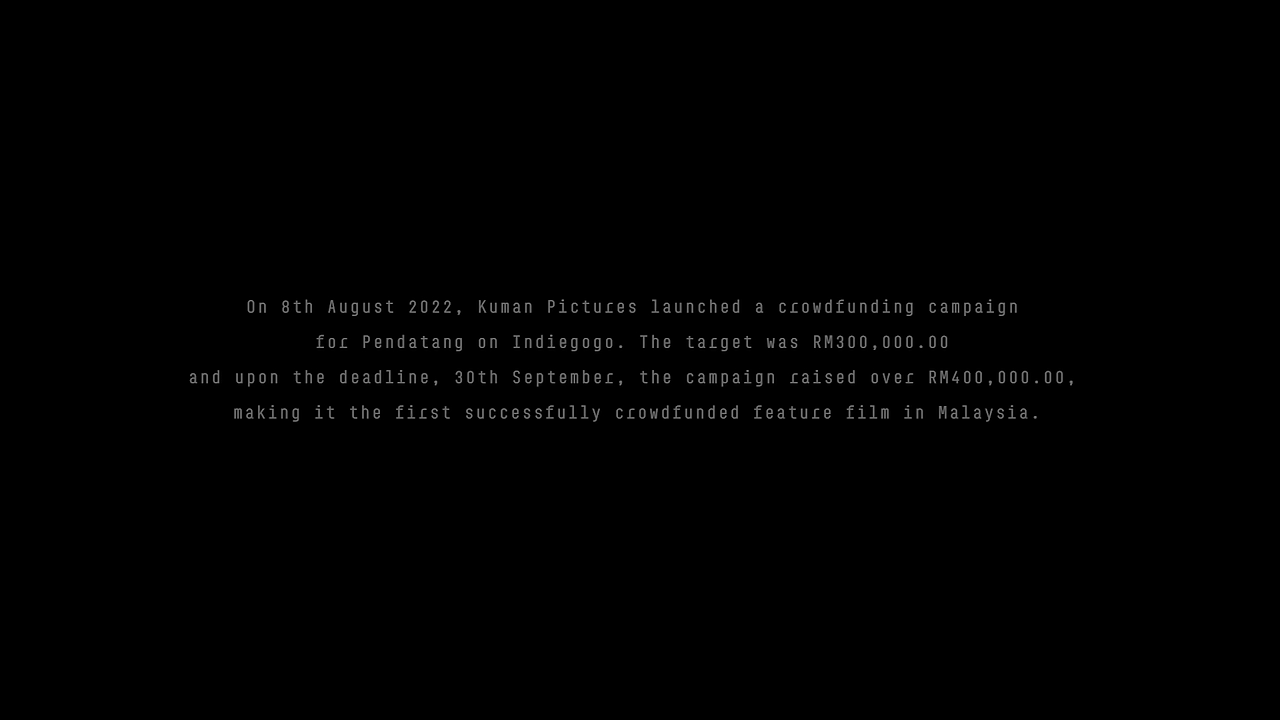 On 8th August 2022, Kuman Pictures launched a crowdfunding campaign
for Pendatang on Indiegogo. The target was RM300,000.00
and upon the deadline, 30th September, the campaign raised over RM400,000.00,
making it the first successfully crowdfunded feature film in Malaysia.